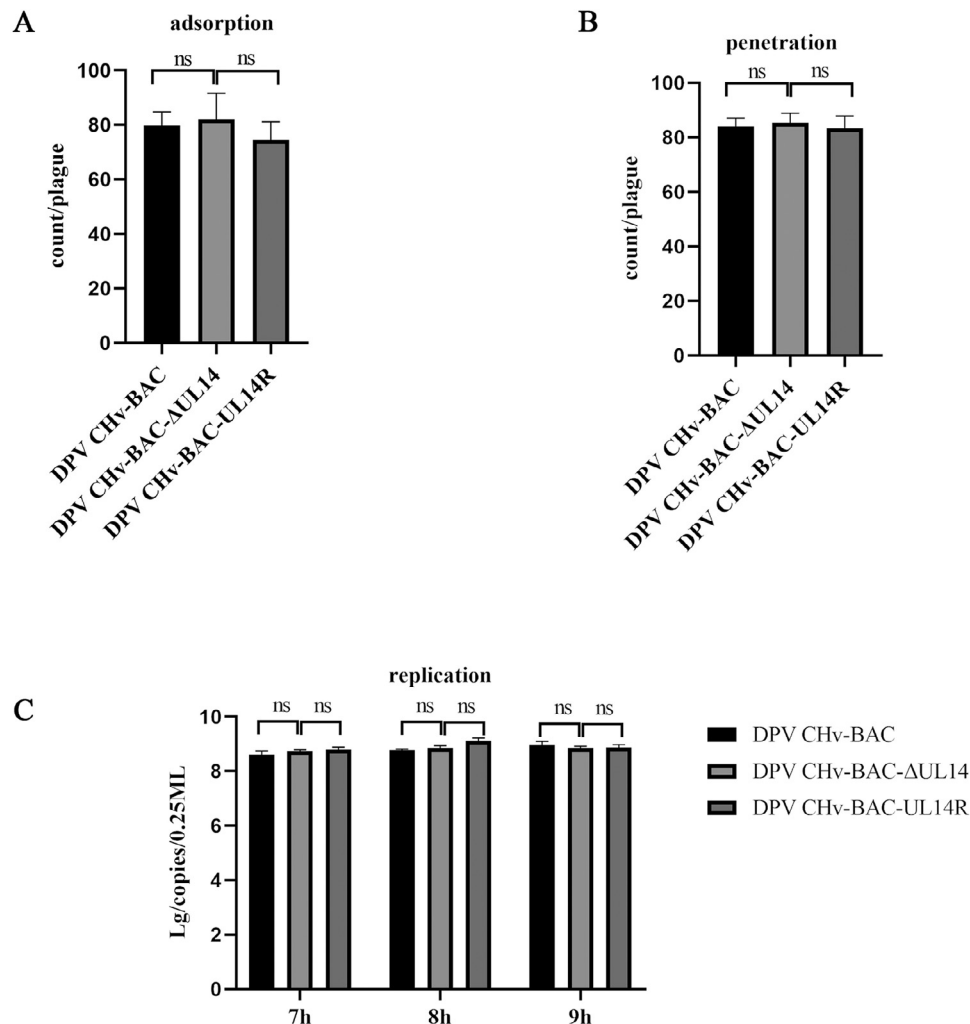 A
adsorption
ns
ns
100
80
60
40
20
0
count/plague
DPV CHv-BAC
DPV CHv-BAC-ΔUL14
DPV CHv-BAC-UL14R
B
penetration
ns
ns
100
80
60
40
20
0
count/plague
DPV CHv-BAC
DPV CHv-BAC-ΔUL14
DPV CHv-BAC-UL14R
C
replication
ns
ns
ns
ns
ns
ns
10
8
6
4
2
0
Lg/copies/0.25ML
7h
8h
9h
DPV CHv-BAC
DPV CHv-BAC-ΔUL14
DPV CHv-BAC-UL14R